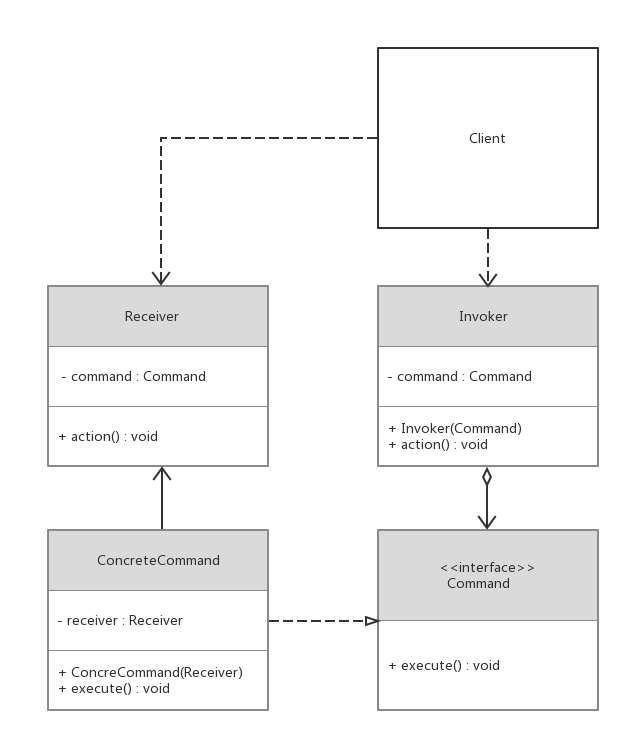 Client
Receiver
- command : Command
+ action() : void
Invoker
- command : Command
+ Invoker(Command)
+ action() : void
ConcreteCommand
- receiver : Receiver
+ ConcreCommand(Receiver)
+ execute() : void
<<interface>>
Command
+ execute() : void